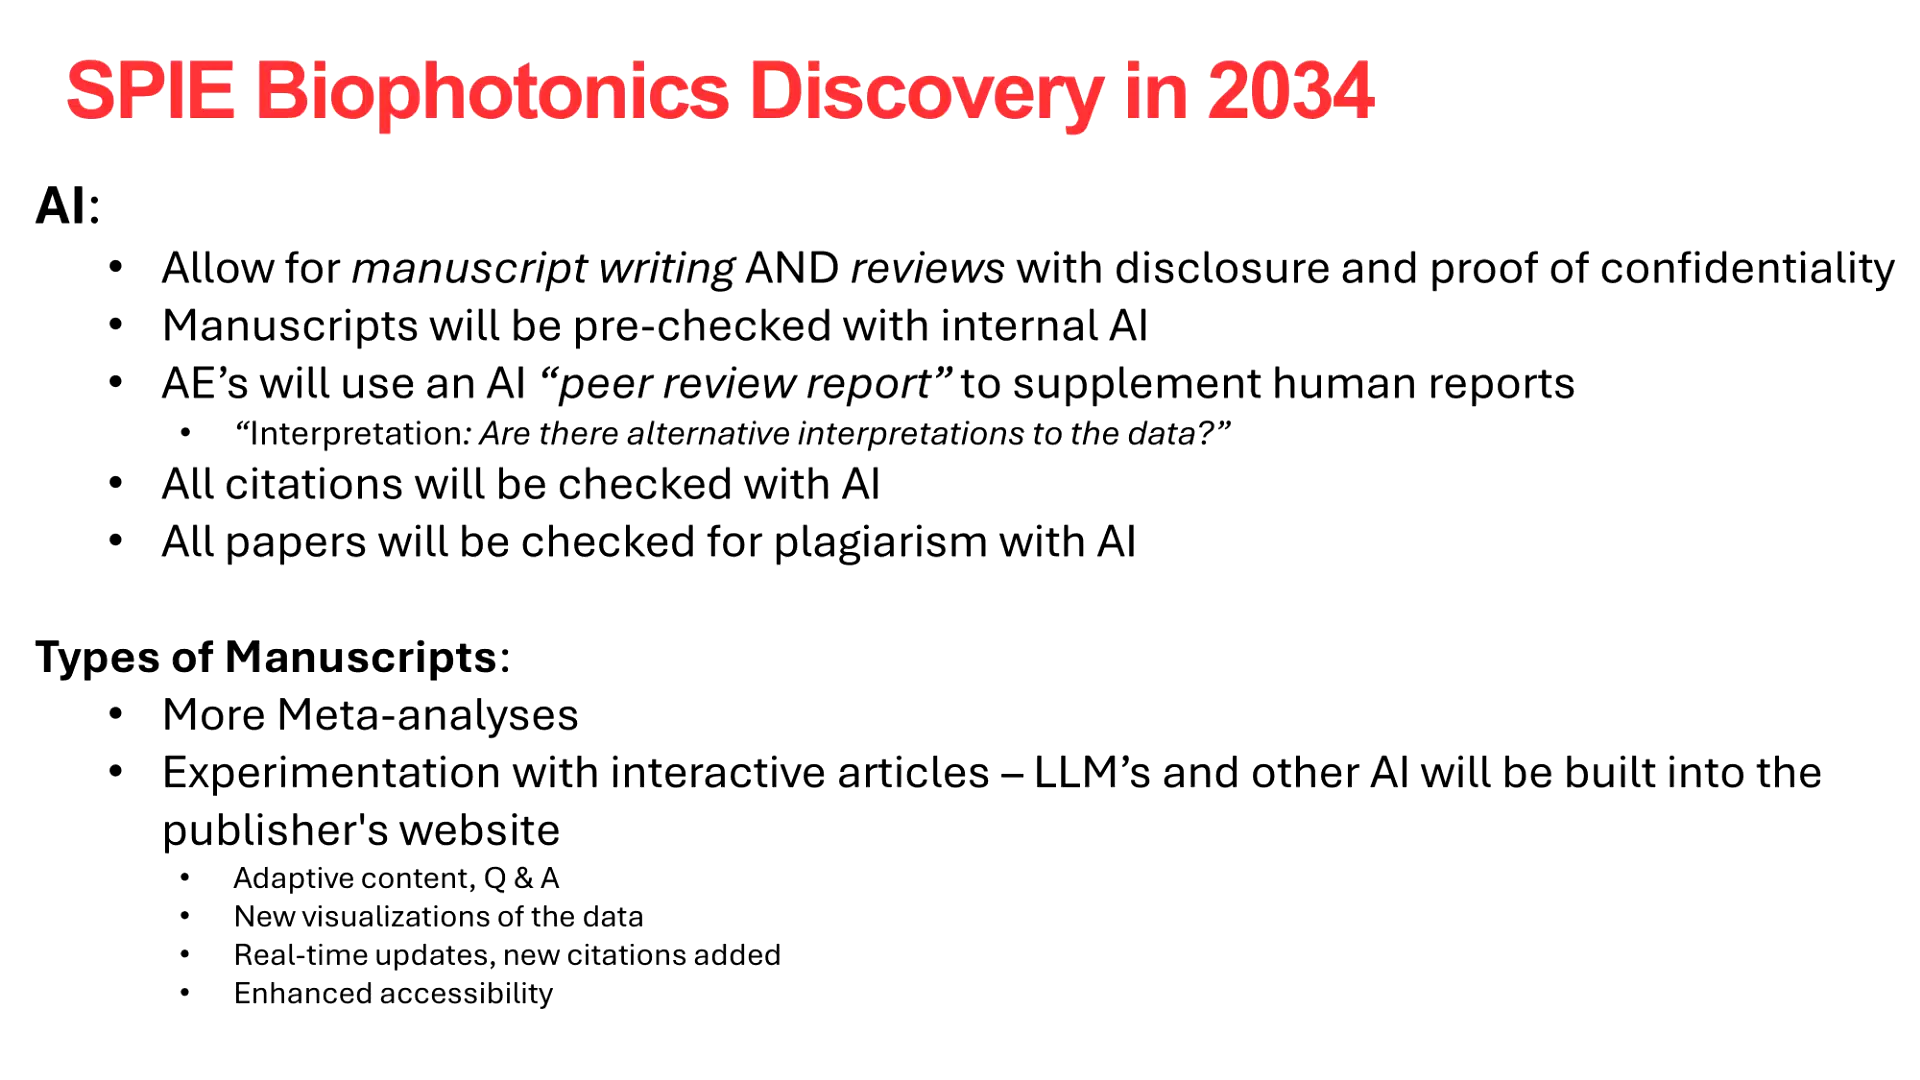 SPIE Biophotonics Discovery in 2034
AI:
• Allow for manuscript writing AND reviews with disclosure and proof of confidentiality
• Manuscripts will be pre-checked with internal AI
• AE’s will use an AI “peer review report” to supplement human reports
• “Interpretation: Are there alternative interpretations to the data?”
• All citations will be checked with AI
• All papers will be checked for plagiarism with AI
Types of Manuscripts:
• More Meta-analyses
• Experimentation with interactive articles – LLM’s and other AI will be built into the
publisher's website
• Adaptive content, Q & A
• New visualizations of the data
• Real-time updates, new citations added
• Enhanced accessibility